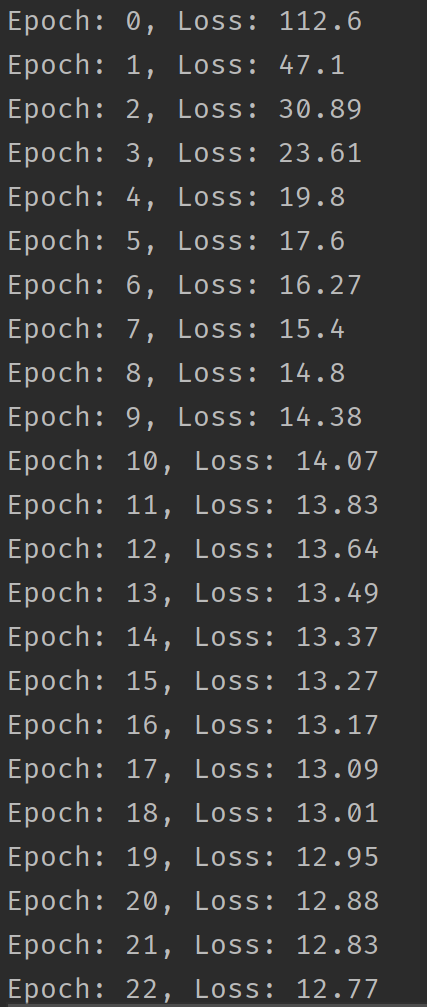 Epoch: 0, Loss: 112.6
Epoch: 1, Loss: 47.1
Epoch: 2, Loss: 30.89
Epoch: 3, Loss: 23.61
Epoch: 4, Loss: 19.8
Epoch: 5, Loss: 17.6
Epoch: 6, Loss: 16.27
Epoch: 7, Loss: 15.4
Epoch: 8, Loss: 14.8
Epoch: 9, Loss: 14.38
Epoch: 10, Loss: 14.07
Epoch: 11, Loss: 13.83
Epoch: 12, Loss: 13.64
Epoch: 13, Loss: 13.49
Epoch: 14, Loss: 13.37
Epoch: 15, Loss: 13.27
Epoch: 16, Loss: 13.17
Epoch: 17, Loss: 13.09
Epoch: 18, Loss: 13.01
Epoch: 19, Loss: 12.95
Epoch: 20, Loss: 12.88
Epoch: 21, Loss: 12.83
Epoch: 22, Loss: 12.77